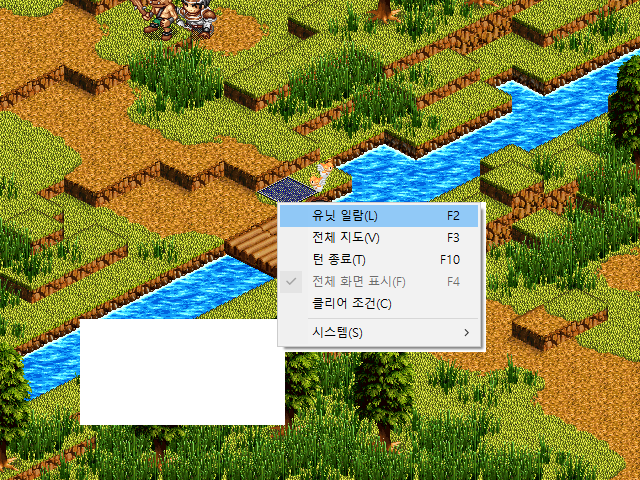 유닛 일람(L) F2
전체 지도(V) F3
턴 종료(T) F10
전체 화면 표시(F) F4
클리어 조건(C)
시스템(S)